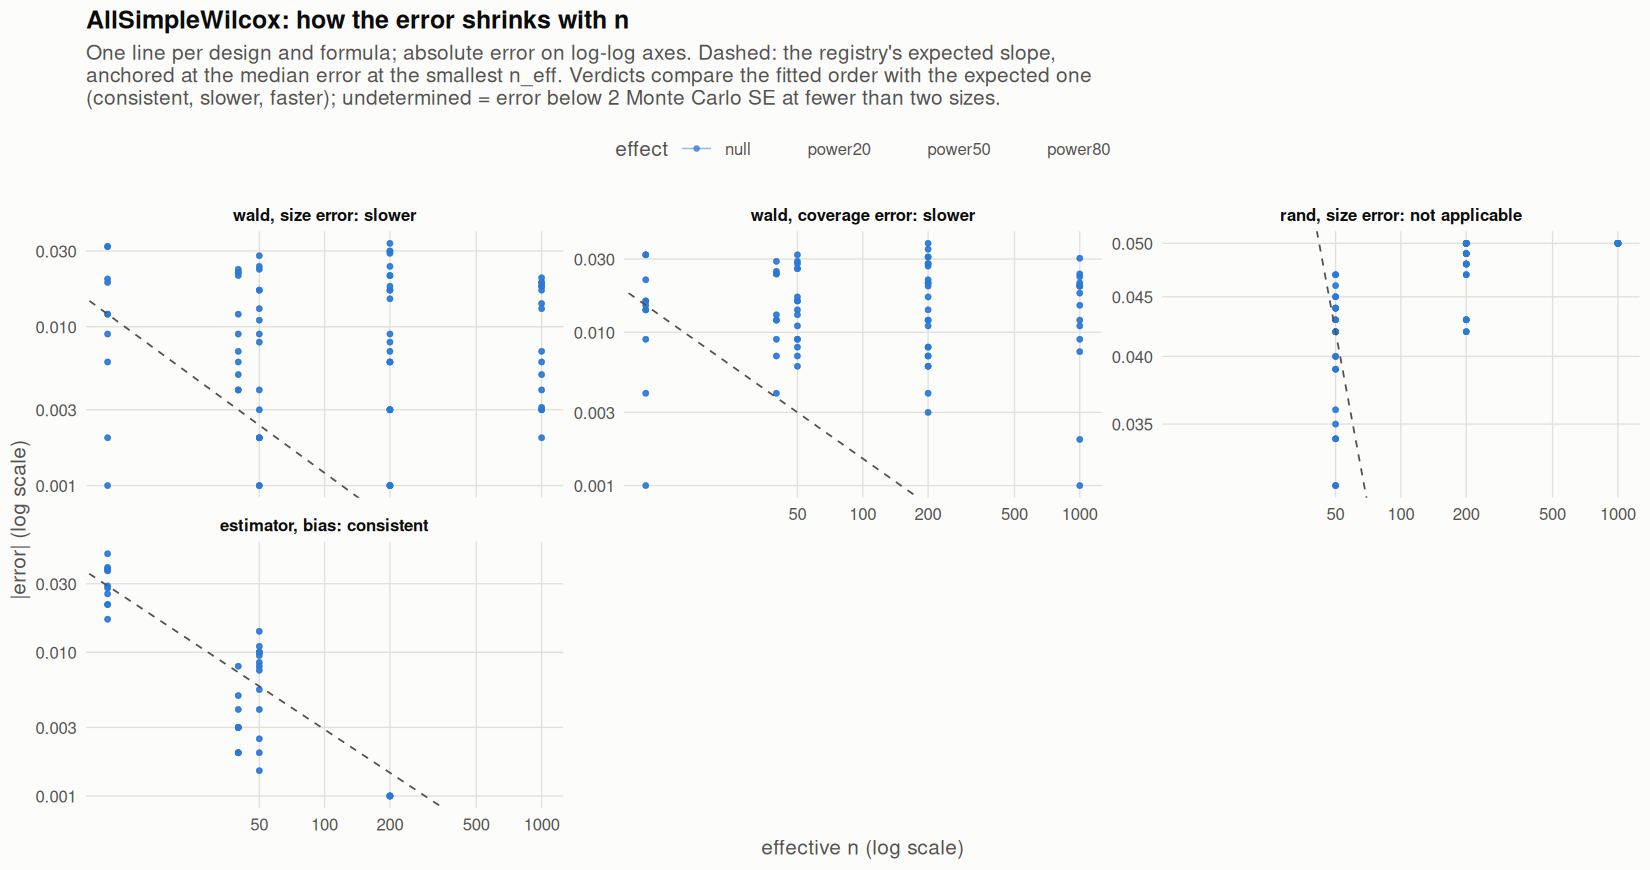 AllSimpleWilcox: how the error shrinks with n
One line per design and formula; absolute error on log-log axes. Dashed: the registry's expected slope,
anchored at the median error at the smallest n_eff. Verdicts compare the fitted order with the expected one
(consistent, slower, faster); undetermined = error below 2 Monte Carlo SE at fewer than two sizes.
effect null power20 power50 power80
wald, size error: slower
0.030
0.010
0.003
0.001
wald, coverage error: slower
0.030
0.010
0.003
0.001
50 100 200 500 1000
rand, size error: not applicable
0.050
0.045
0.040
0.035
50 100 200 500 1000
estimator, bias: consistent
0.030
0.010
0.003
0.001
50 100 200 500 1000
|error| (log scale)
effective n (log scale)